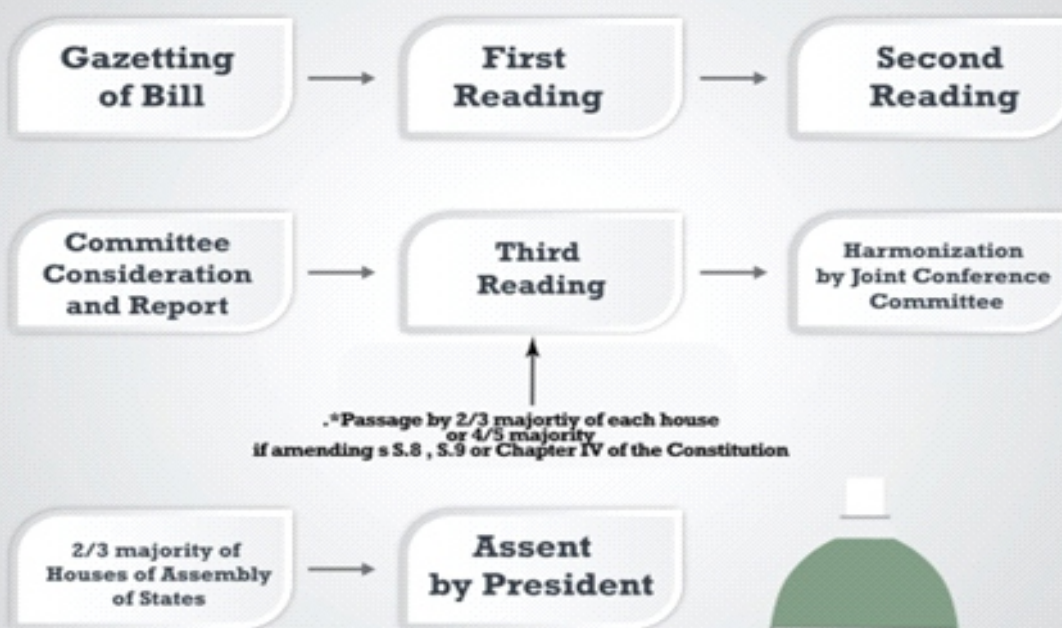 Gazetting
of Bill
First
Reading
Second
Reading
Committee
Consideration
and Report
Third
Reading
Harmonization
by Joint Conference
Committee
.*Passage by 2/3 majortiy of each house
or 4/5 majority
if amending s S.8 , S.9 or Chapter IV of the Constitution
2/3 majority of
Houses of Assembly
of States
Assent
by President